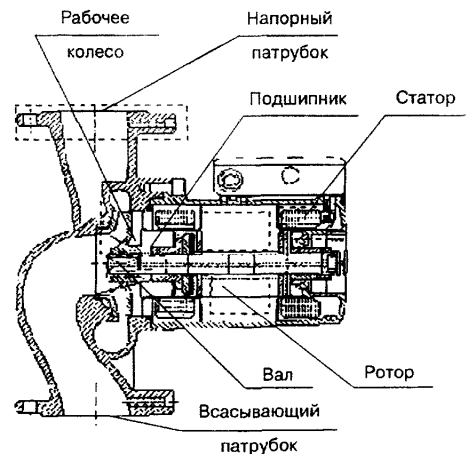 Рабочее
колесо
Напорный
патрубок
Подшипник
Статор
Вал
Ротор
Всасывающий
патрубок